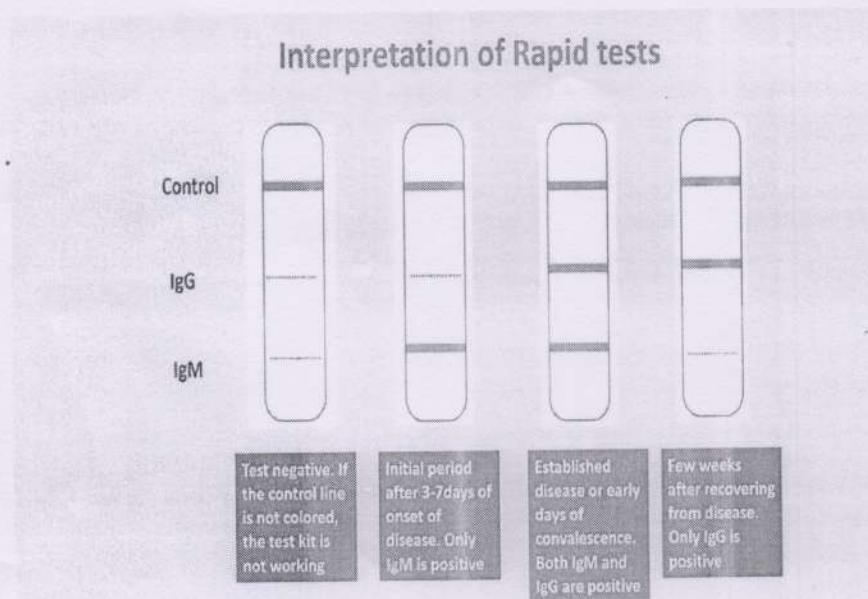 Interpretation of Rapid tests
Control
IgG
IgM
Test negative. If
the control line
is not colored,
the test kit is
not working
Initial period
after 3-7days of
onset of
disease. Only
IgM is positive
Established
disease or early
days of
convalescence.
Both IgM and
IgG are positive
Few weeks
after recovering
from disease.
Only IgG is
positive